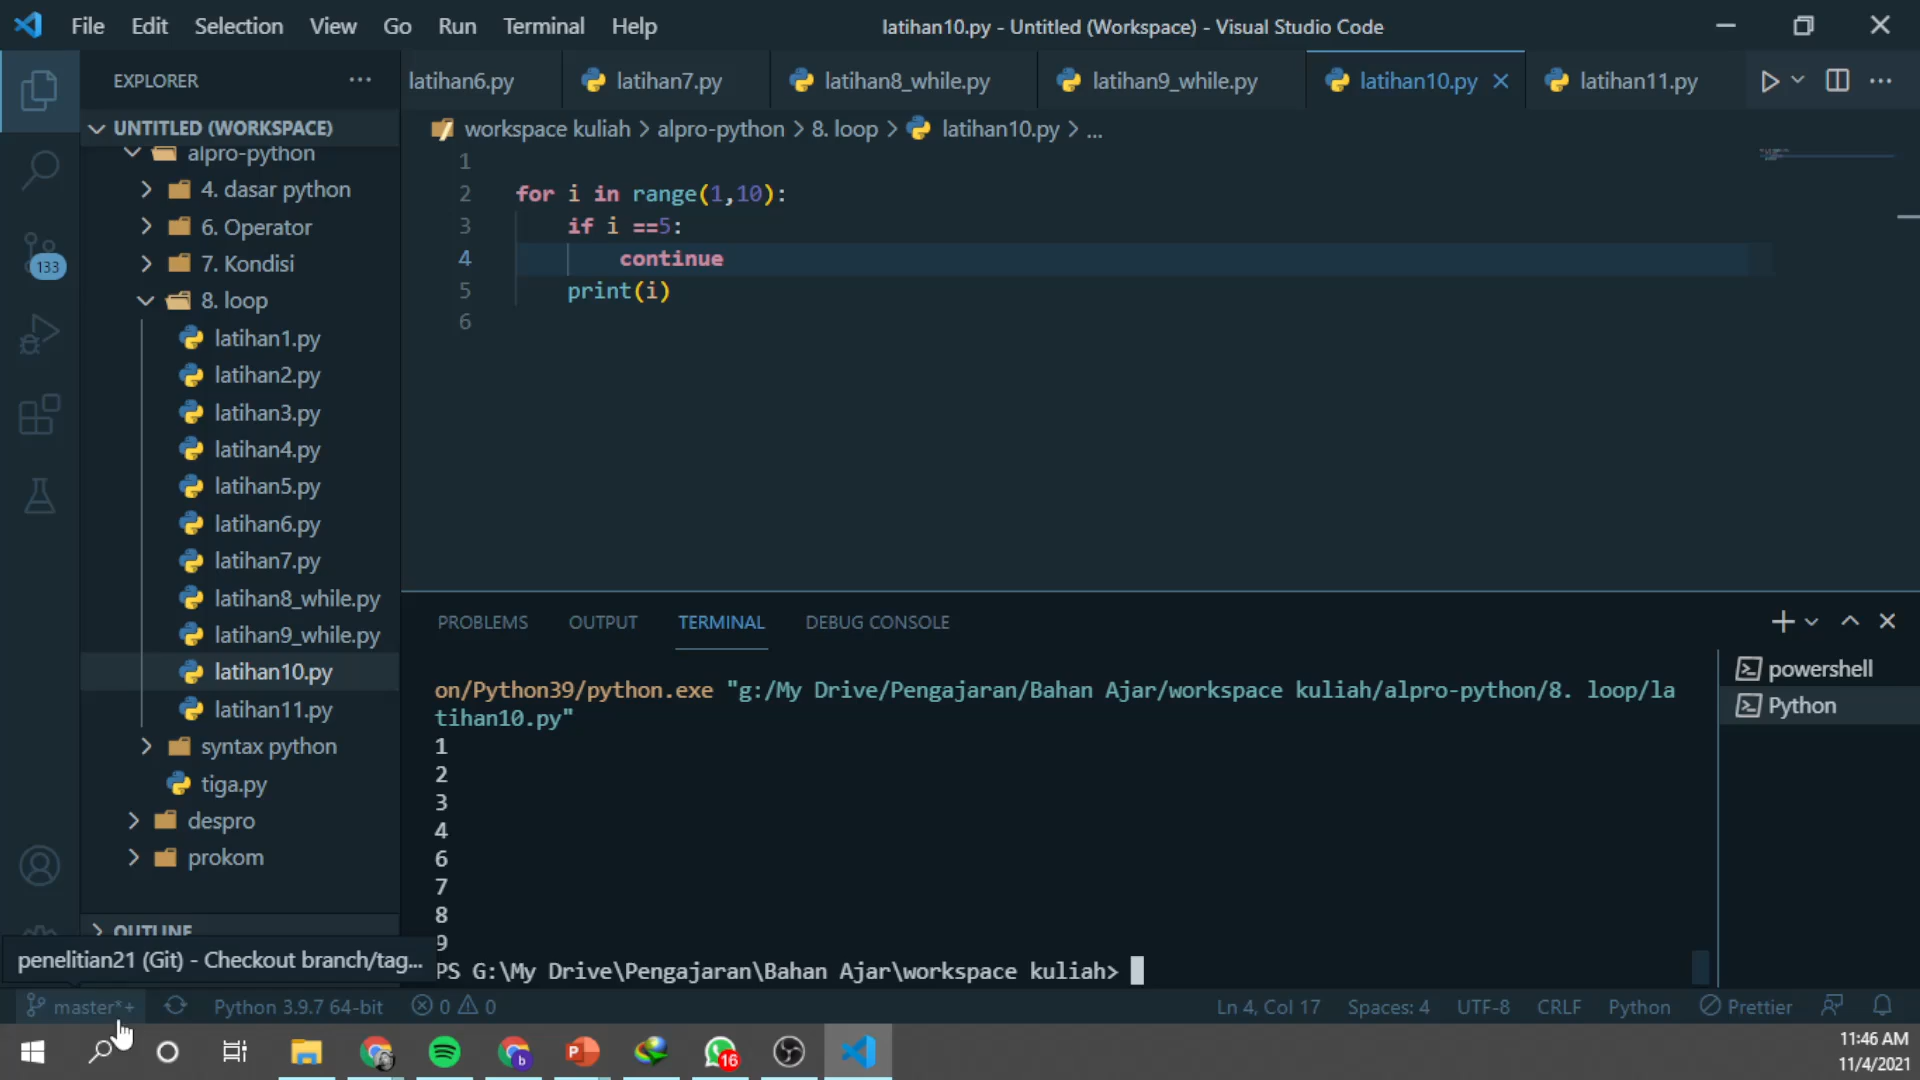 File Edit Selection View Go Run Terminal Help
latihan10.py - Untitled (Workspace) - Visual Studio Code
EXPLORER
latihan6.py latihan7.py latihan8_while.py latihan9_while.py latihan10.py latihan11.py
UNTITLED (WORKSPACE)
workspace kuliah > alpro-python > 8. loop > latihan10.py > ...
alpro-python
4. dasar python
6. Operator
7. Kondisi
8. loop
latihan1.py
latihan2.py
latihan3.py
latihan4.py
latihan5.py
latihan6.py
latihan7.py
latihan8_while.py
latihan9_while.py
latihan10.py
latihan11.py
syntax python
tiga.py
despro
prokom
OUTLINE
133
1
2 for i in range(1,10):
3 if i ==5:
4 continue
5 print(i)
6
PROBLEMS OUTPUT TERMINAL DEBUG CONSOLE
powershell
Python
on/Python39/python.exe "g:/My Drive/Pengajaran/Bahan Ajar/workspace kuliah/alpro-python/8. loop/la
tihan10.py"
1
2
3
4
6
7
8
9
PS G:\My Drive\Pengajaran\Bahan Ajar\workspace kuliah>
penelitian21 (Git) - Checkout branch/tag...
master*+ Python 3.9.7 64-bit 0 0 Ln 4, Col 17 Spaces: 4 UTF-8 CRLF Python Prettier
b P 16
11:46 AM
11/4/2021